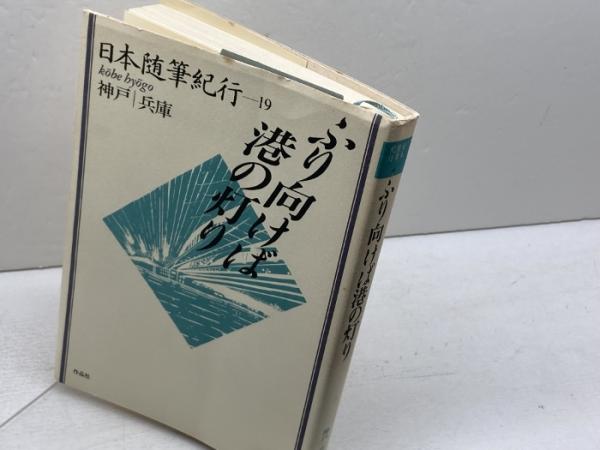 日本随筆紀行—19
kōbe hyōgo
神戸|兵庫
ふり向けば
港の灯り
作品社
ふり向けば港の灯り